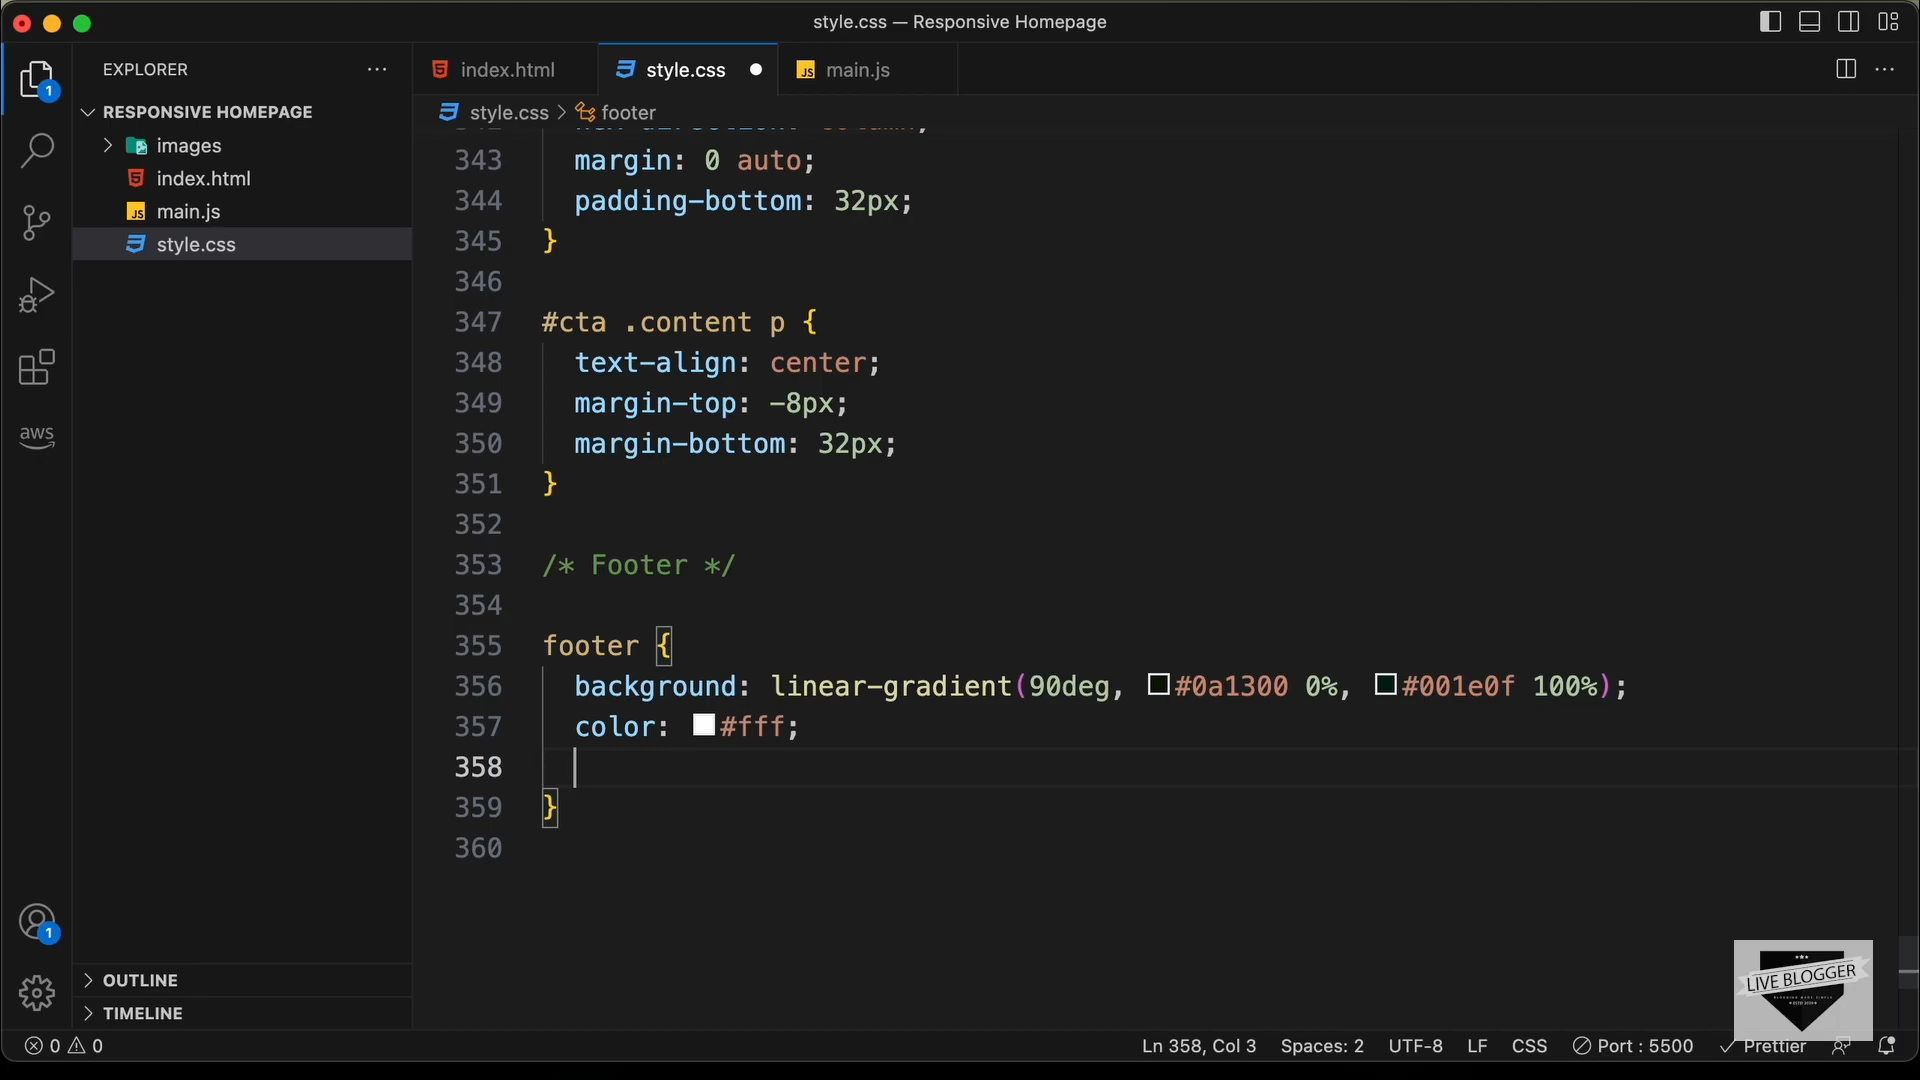 style.css — Responsive Homepage
EXPLORER
index.html
style.css
main.js
1
RESPONSIVE HOMEPAGE
style.css > footer
images
index.html
main.js
style.css
aws
343 margin: 0 auto;
344 padding-bottom: 32px;
345 }
346
347 #cta .content p {
348 text-align: center;
349 margin-top: -8px;
350 margin-bottom: 32px;
351 }
352
353 /* Footer */
354
355 footer {
356 background: linear-gradient(90deg, #0a1300 0%, #001e0f 100%);
357 color: #fff;
358
359 }
360
1
OUTLINE
TIMELINE
LIVE BLOGGER
0 0
Ln 358, Col 3 Spaces: 2 UTF-8 LF CSS Port : 5500 Prettier